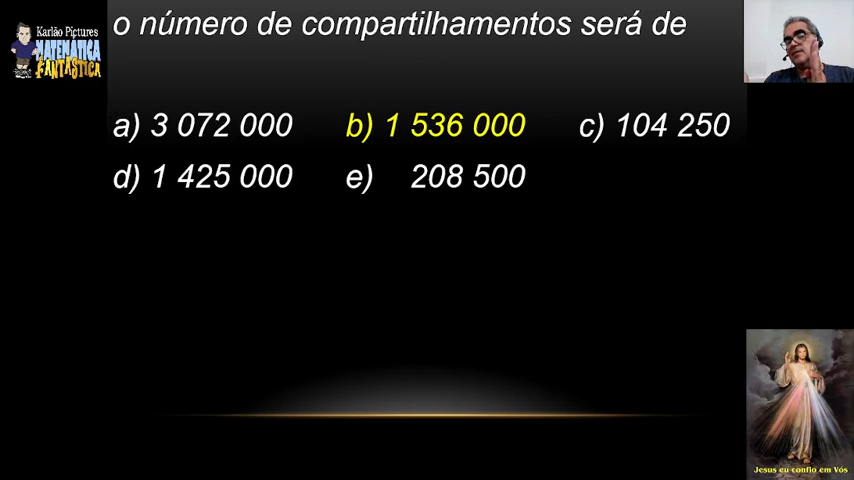 o número de compartilhamentos será de
Karlão Pictures
MATEMÁTICA
FANTÁSTICA
a) 3 072 000 b) 1 536 000 c) 104 250
d) 1 425 000 e) 208 500
Jesus eu confio em Vós